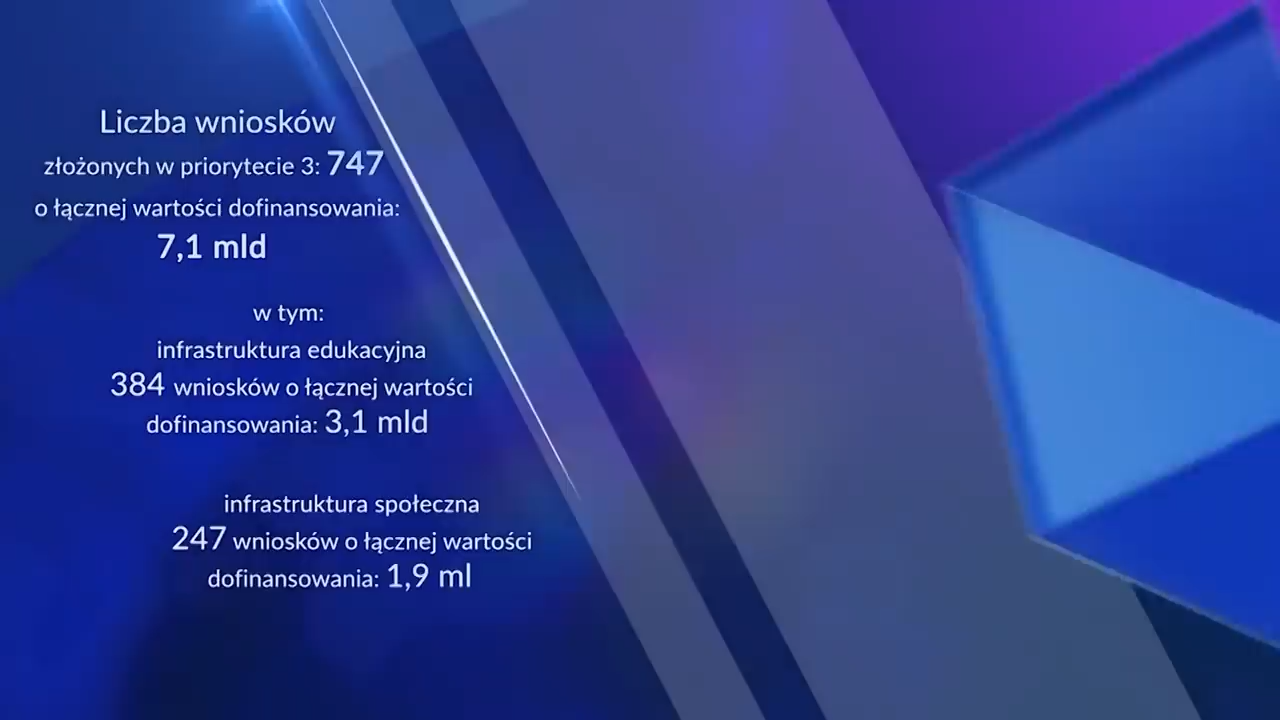 Liczba wniosków
złożonych w priorytecie 3: 747
o łącznej wartości dofinansowania:
7,1 mld
w tym:
infrastruktura edukacyjna
384 wniosków o łącznej wartości
dofinansowania: 3,1 mld
infrastruktura społeczna
247 wniosków o łącznej wartości
dofinansowania: 1,9 ml